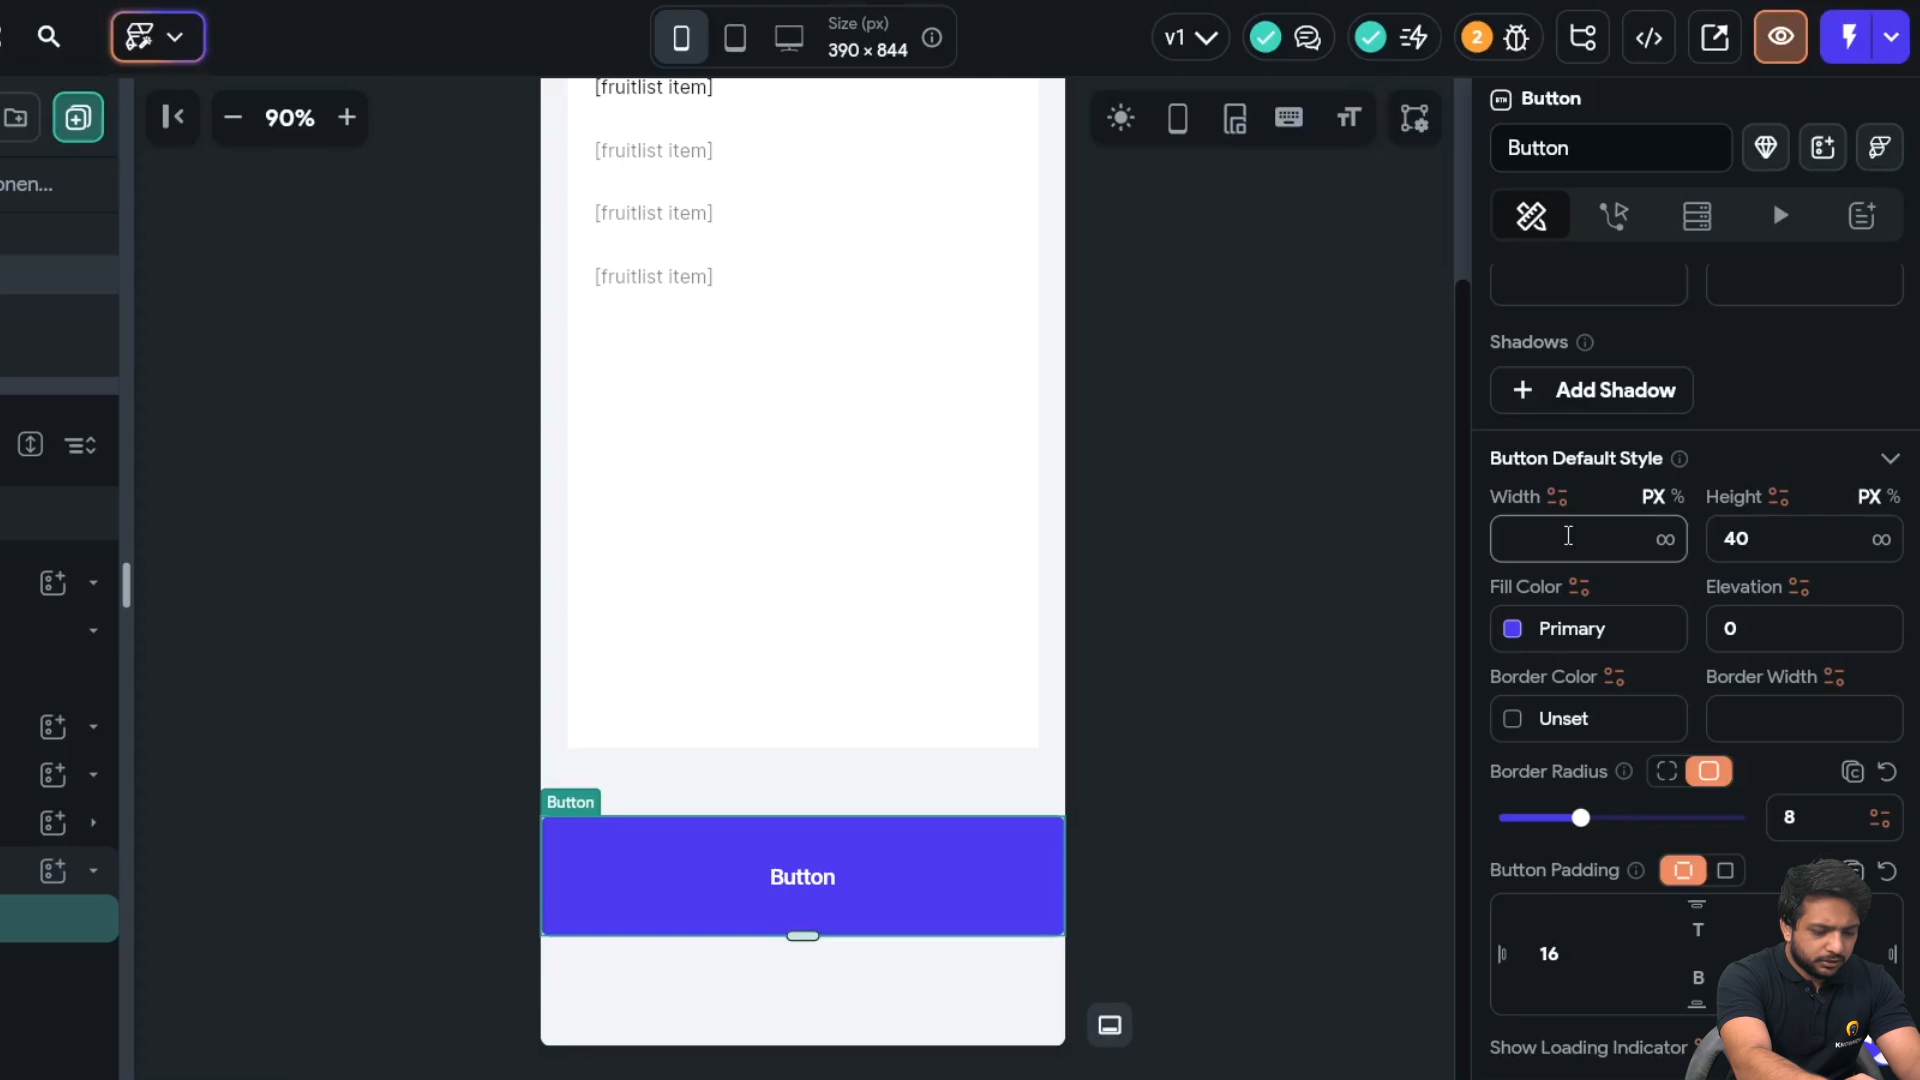 Size (px)
390 × 844
v1
2
90%
onen...
[fruitlist item]
[fruitlist item]
[fruitlist item]
[fruitlist item]
Button
Button
Button
Button
Shadows
+ Add Shadow
Button Default Style
Width PX %
Height PX %
∞
40 ∞
Fill Color
Elevation
Primary
0
Border Color
Border Width
Unset
Border Radius
8
Button Padding
T
16
B
Show Loading Indicator